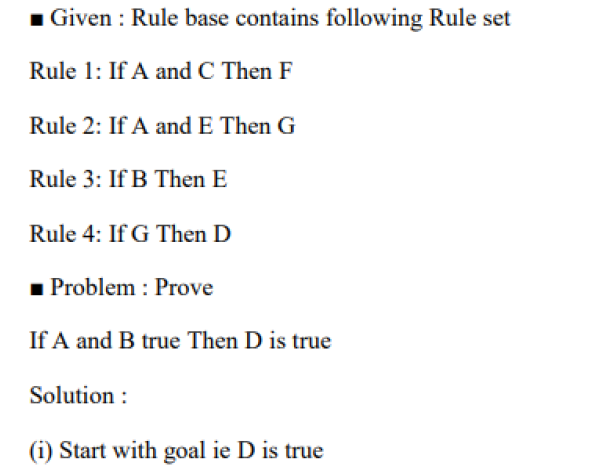 ■ Given : Rule base contains following Rule set
Rule 1: If A and C Then F
Rule 2: If A and E Then G
Rule 3: If B Then E
Rule 4: If G Then D
■ Problem : Prove
If A and B true Then D is true
Solution :
(i) Start with goal ie D is true